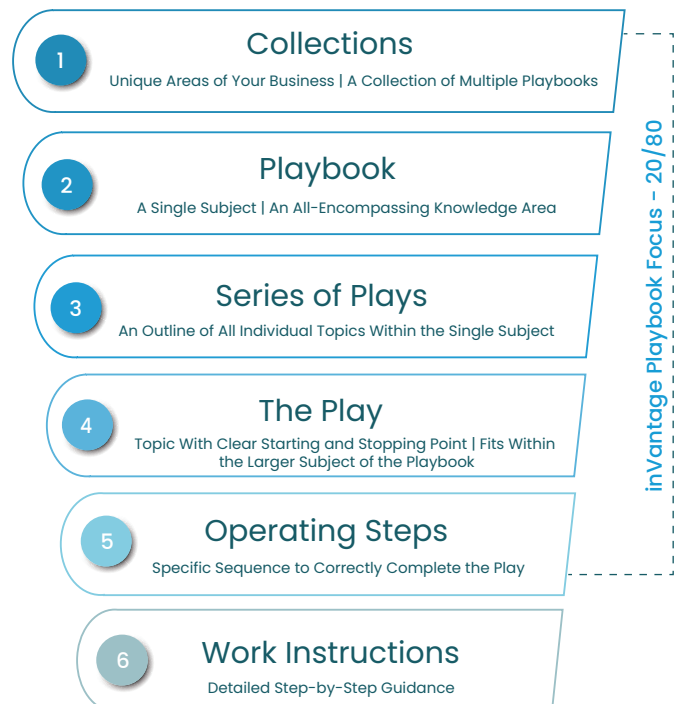 1
Collections
Unique Areas of Your Business | A Collection of Multiple Playbooks
2
Playbook
A Single Subject | An All-Encompassing Knowledge Area
3
Series of Plays
An Outline of All Individual Topics Within the Single Subject
4
The Play
Topic With Clear Starting and Stopping Point | Fits Within
the Larger Subject of the Playbook
5
Operating Steps
Specific Sequence to Correctly Complete the Play
6
Work Instructions
Detailed Step-by-Step Guidance
inVantage Playbook Focus - 20/80